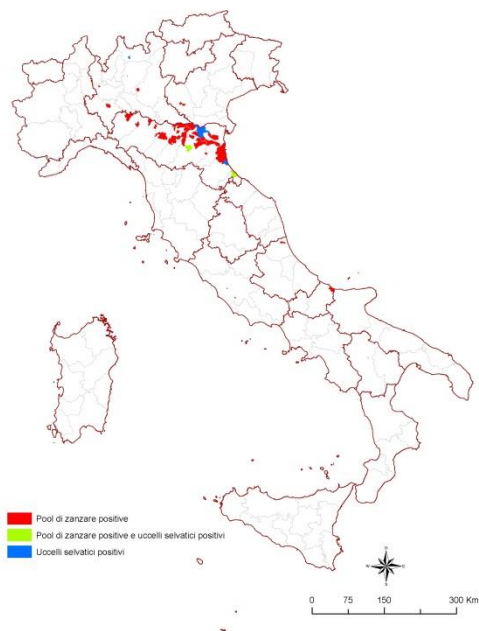 Pool di zanzare positive
Pool di zanzare positive e uccelli selvatici positivi
Uccelli selvatici positivi
0 75 150 300 Km